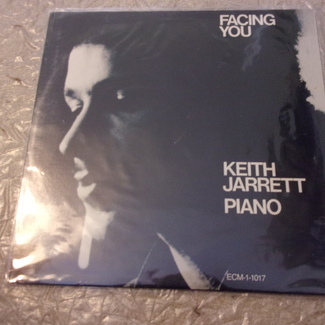 FACING
YOU
KEITH
JARRETT
PIANO
ECM-1-1017